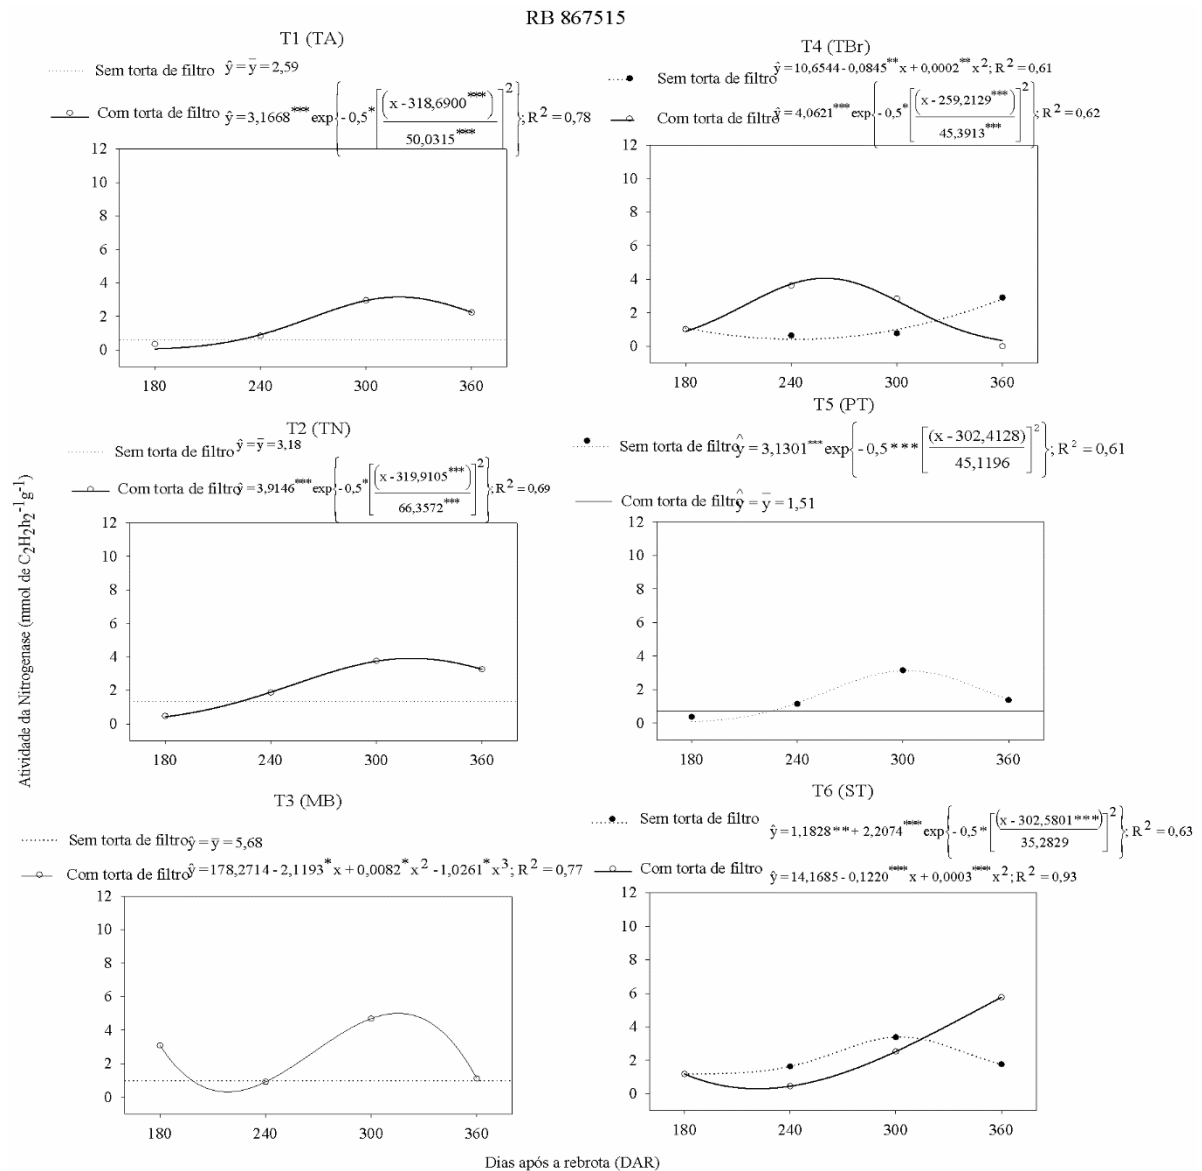 RB 867515
T1 (TA)
Sem torta de filtro ŷ = ȳ = 2,59
Com torta de filtro ŷ = 3,1668*** exp{-0,5*[(x - 318,6900***)/50,0315***]²}; R² = 0,78
12
10
8
6
4
2
0
180 240 300 360
T4 (TBr)
Sem torta de filtro ŷ = 10,6544 - 0,0845** x + 0,0002** x²; R² = 0,61
Com torta de filtro ŷ = 4,0621*** exp{-0,5*[(x - 259,2129***)/45,3913***]²}; R² = 0,62
12
10
8
6
4
2
0
180 240 300 360
T2 (TN)
Sem torta de filtro ŷ = ȳ = 3,18
Com torta de filtro ŷ = 3,9146*** exp{-0,5*[(x - 319,9105***)/66,3572***]²}; R² = 0,69
12
10
8
6
4
2
0
180 240 300 360
T5 (PT)
Sem torta de filtro ŷ = 3,1301*** exp{-0,5***[(x - 302,4128)/45,1196]²}; R² = 0,61
Com torta de filtro ŷ = ȳ = 1,51
12
10
8
6
4
2
0
180 240 300 360
T3 (MB)
Sem torta de filtro ŷ = ȳ = 5,68
Com torta de filtro ŷ = 178,2714 - 2,1193* x + 0,0082* x² - 1,0261* x³; R² = 0,77
12
10
8
6
4
2
0
180 240 300 360
T6 (ST)
Sem torta de filtro ŷ = 1,1828** + 2,2074**** exp{-0,5*[(x - 302,5801***)/35,2829]²}; R² = 0,63
Com torta de filtro ŷ = 14,1685 - 0,1220**** x + 0,0003**** x²; R² = 0,93
12
10
8
6
4
2
0
180 240 300 360
Atividade da Nitrogenase (mmol de C₂H₂h₂⁻¹g⁻¹)
Dias após a rebrota (DAR)